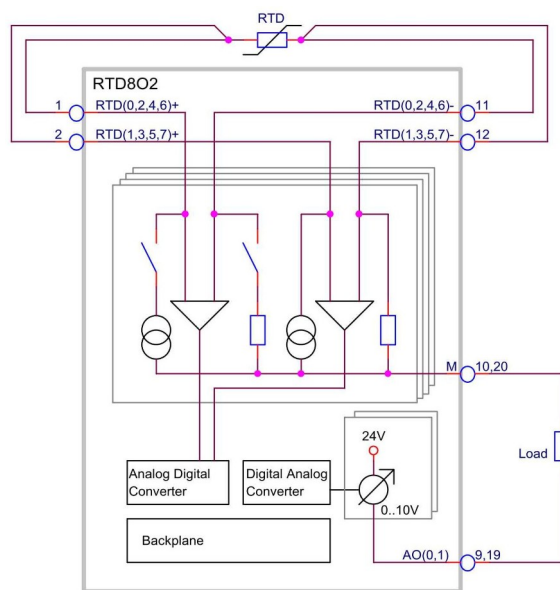 RTD
RTD8O2
1 RTD(0,2,4,6)+ RTD(0,2,4,6)- 11
2 RTD(1,3,5,7)+ RTD(1,3,5,7)- 12
M 10,20
24V
Load
Analog Digital
Converter
Digital Analog
Converter
0..10V
Backplane
AO(0,1) 9,19